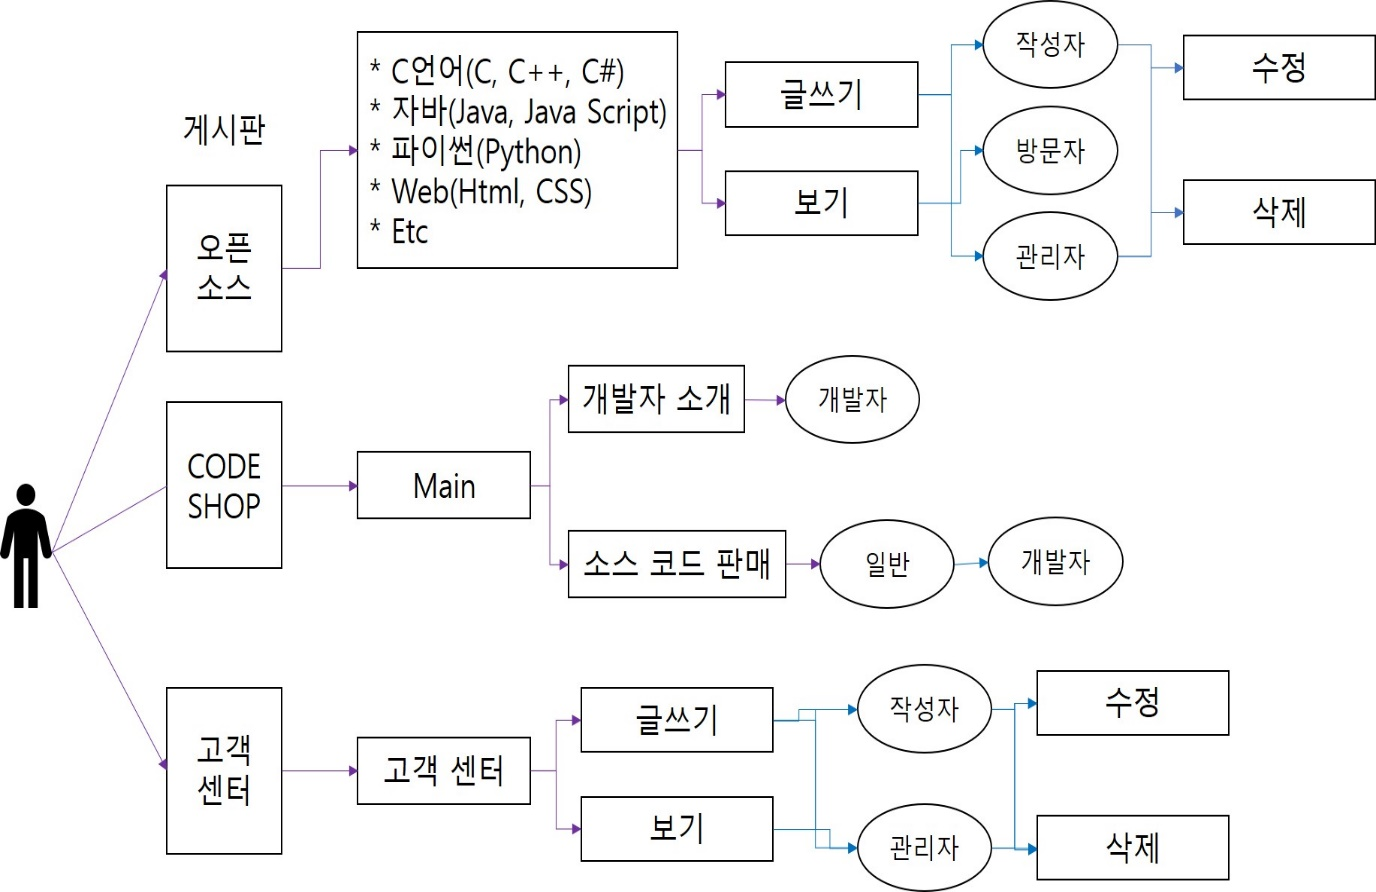 게시판
오픈
소스
* C언어(C, C++, C#)
* 자바(Java, Java Script)
* 파이썬(Python)
* Web(Html, CSS)
* Etc
글쓰기
보기
작성자
방문자
관리자
수정
삭제
CODE
SHOP
Main
개발자 소개
개발자
소스 코드 판매
일반
개발자
고객
센터
고객 센터
글쓰기
보기
작성자
관리자
수정
삭제